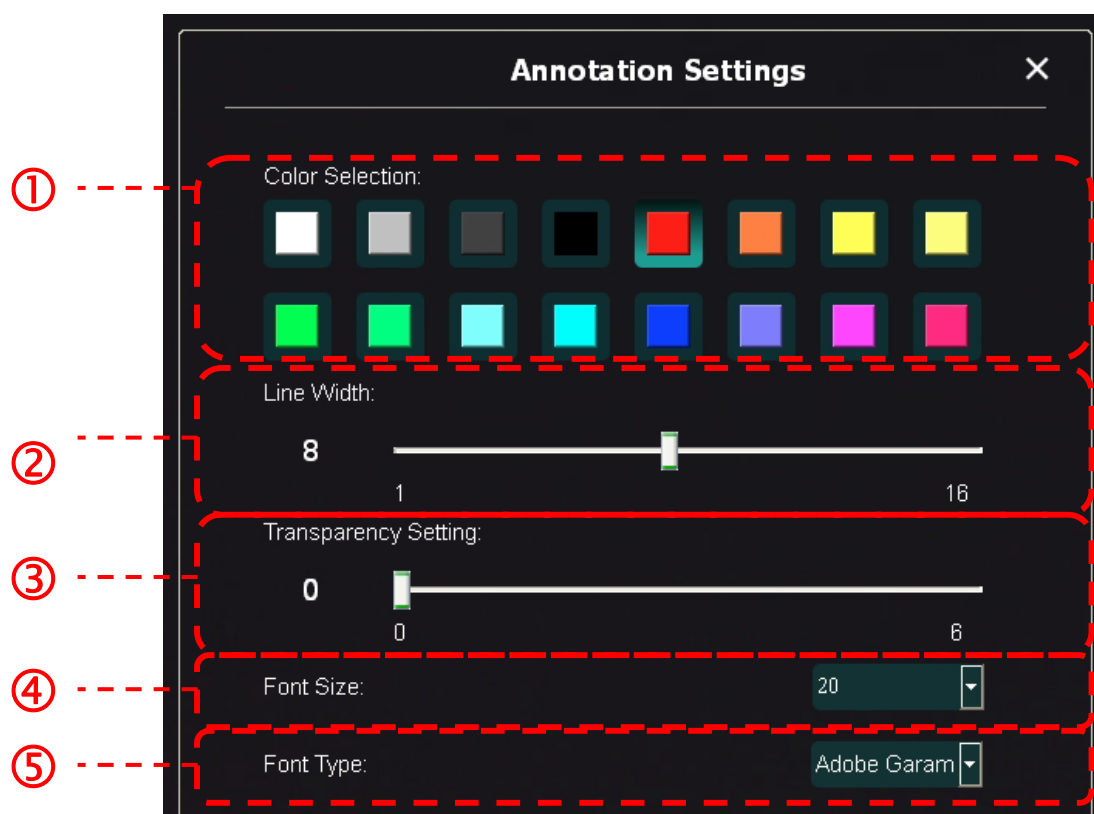 Annotation Settings ×
① Color Selection:
Line Width:
② 8
1 16
Transparency Setting:
③ 0
0 6
④ Font Size: 20
⑤ Font Type: Adobe Garam